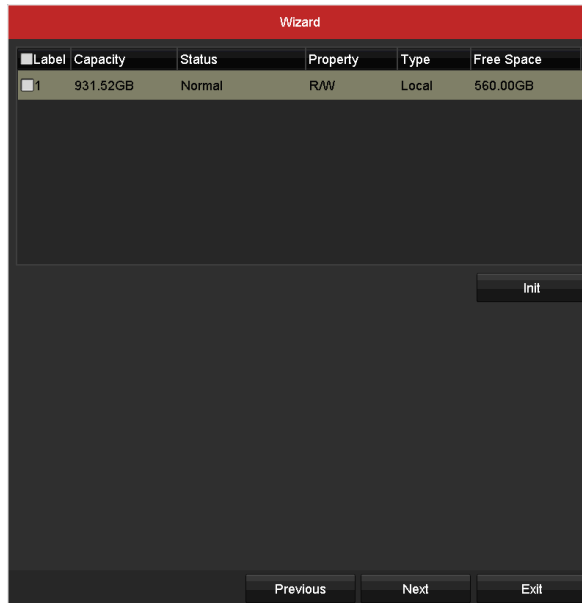 Wizard
Label Capacity Status Property Type Free Space
1 931.52GB Normal R/W Local 560.00GB
Init
Previous Next Exit